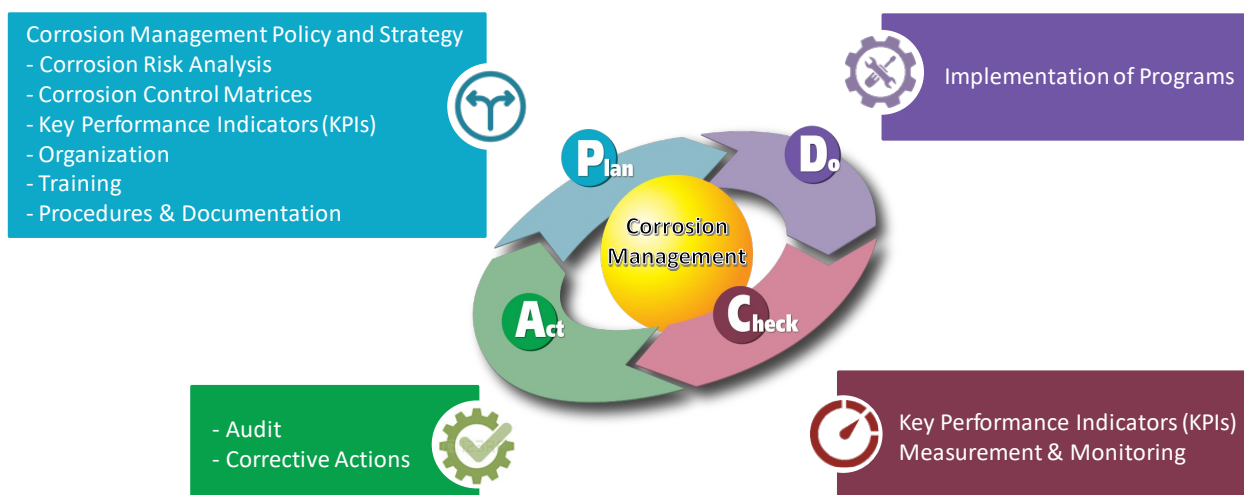 Corrosion Management Policy and Strategy
- Corrosion Risk Analysis
- Corrosion Control Matrices
- Key Performance Indicators (KPIs)
- Organization
- Training
- Procedures & Documentation
Implementation of Programs
Plan
Do
Corrosion
Management
Act
Check
- Audit
- Corrective Actions
Key Performance Indicators (KPIs)
Measurement & Monitoring